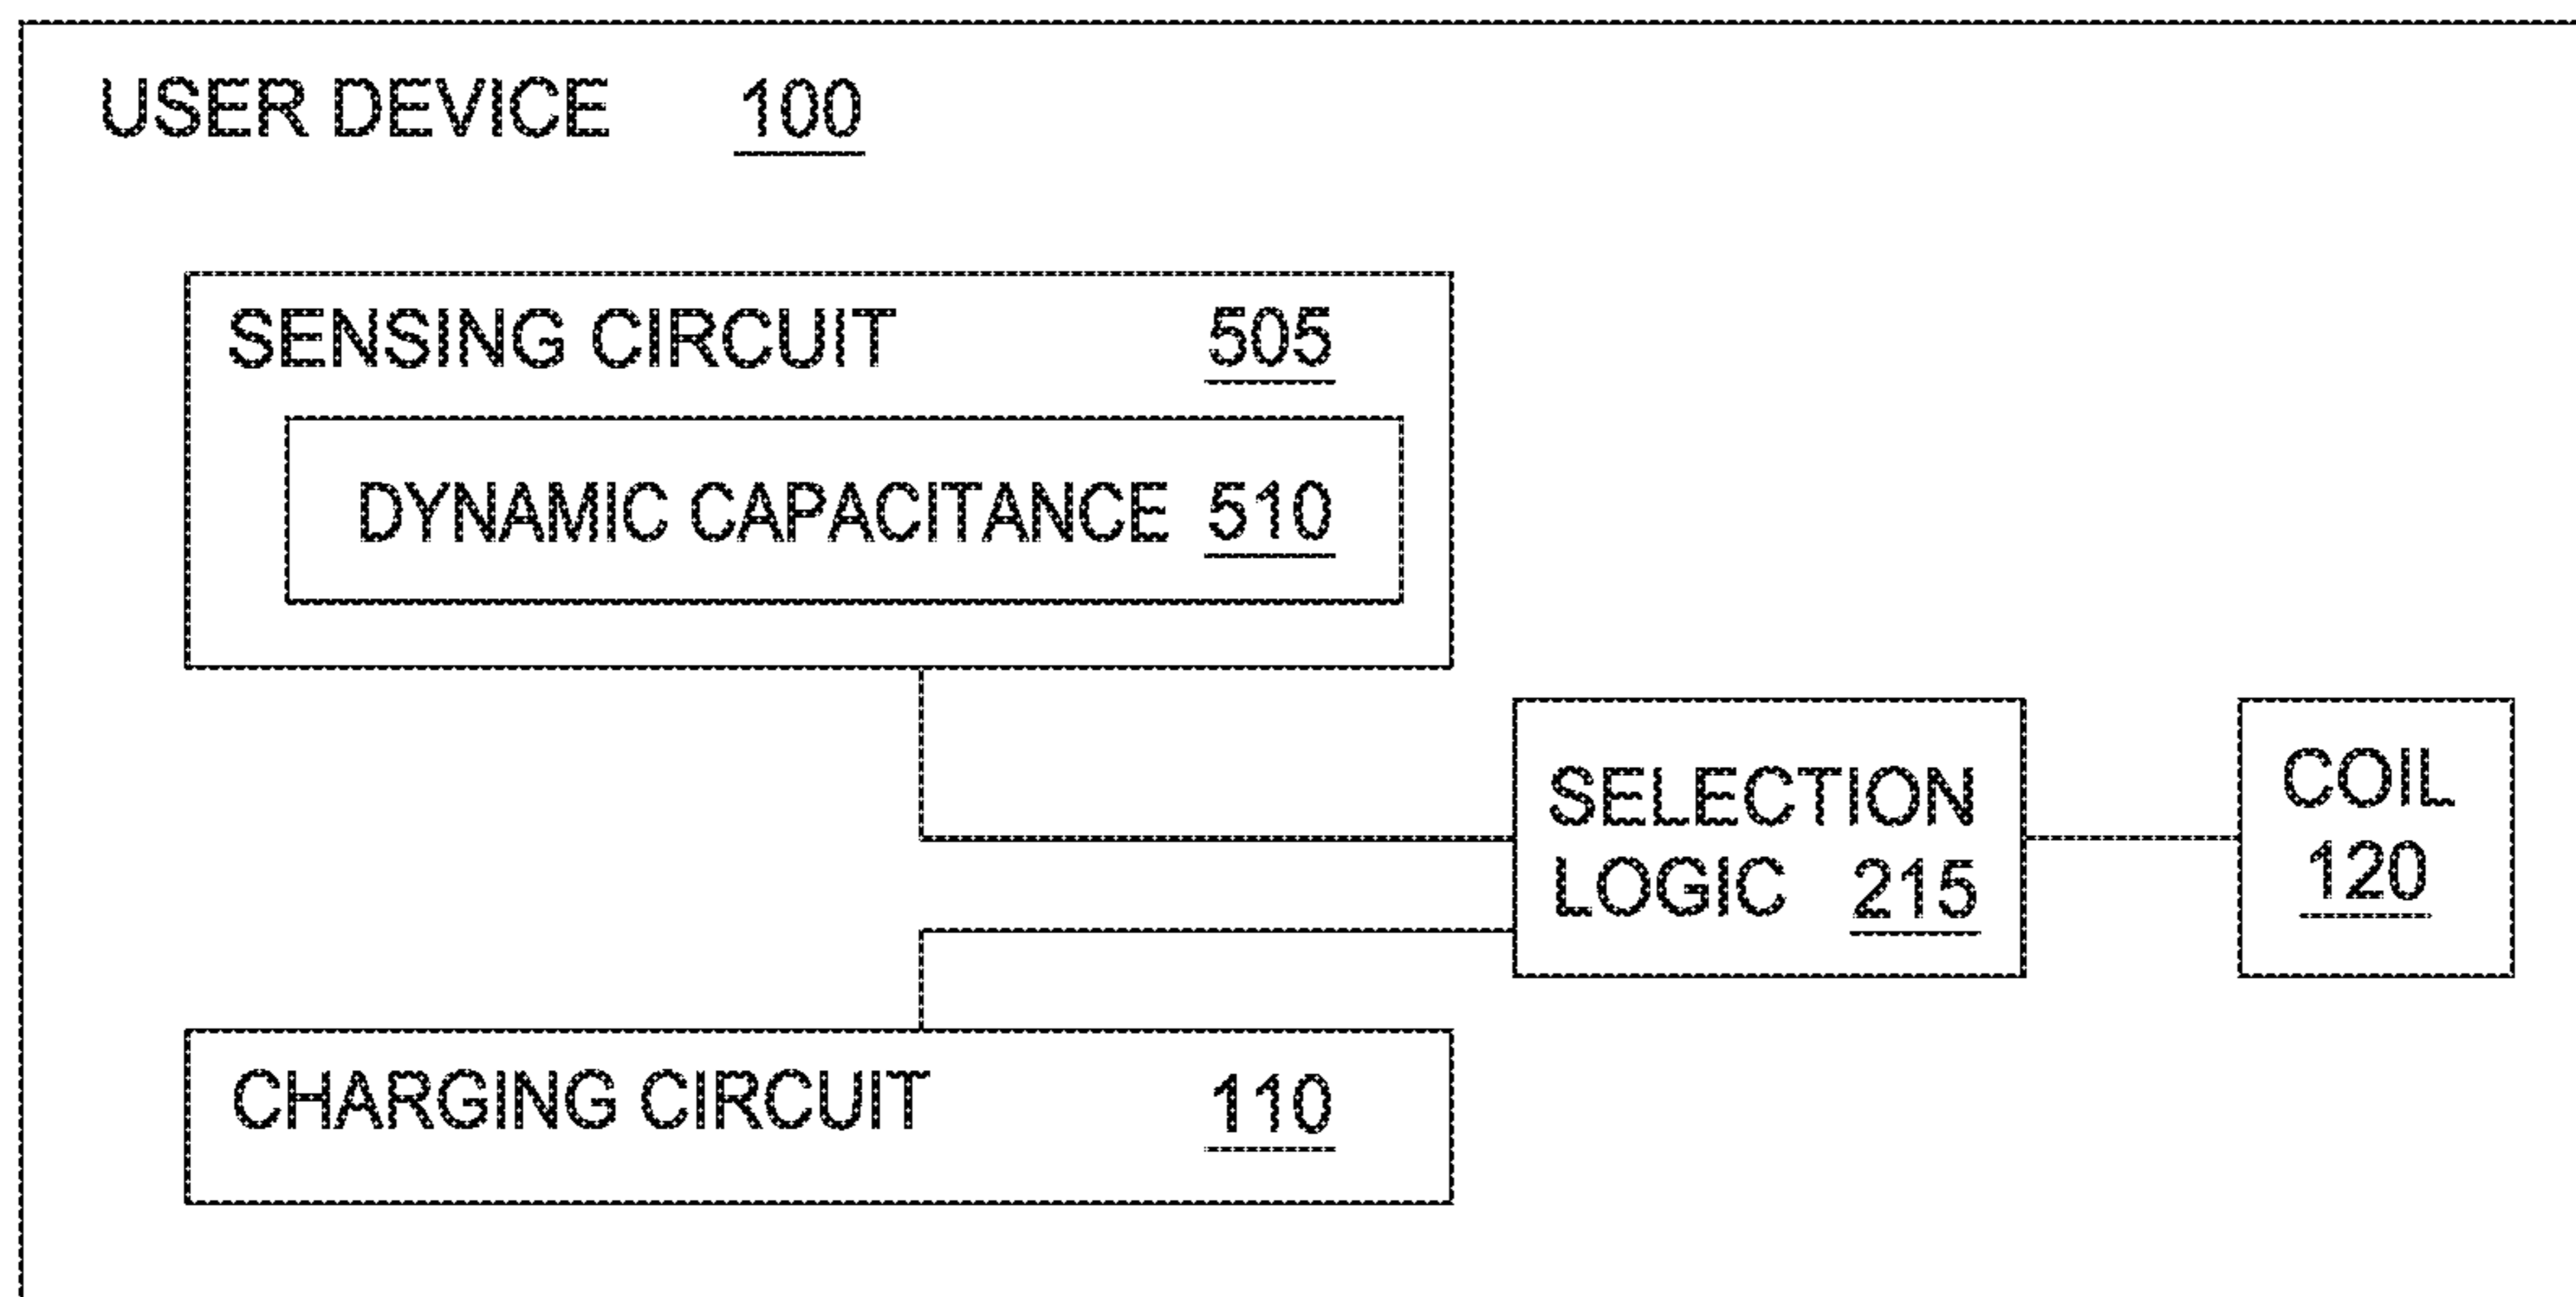 USER DEVICE 100
SENSING CIRCUIT 505
DYNAMIC CAPACITANCE 510
SELECTION
LOGIC 215
COIL
120
CHARGING CIRCUIT 110